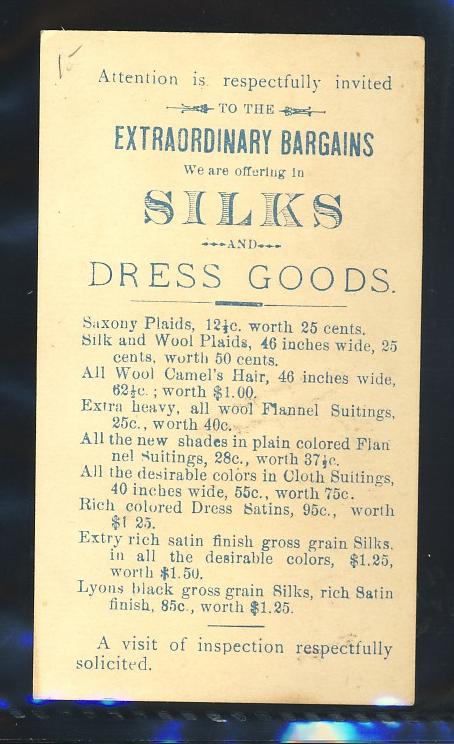 15
Attention is respectfully invited
TO THE
EXTRAORDINARY BARGAINS
We are offering in
SILKS
AND
DRESS GOODS.
Saxony Plaids, 12½c. worth 25 cents.
Silk and Wool Plaids, 46 inches wide, 25
cents, worth 50 cents.
All Wool Camel's Hair, 46 inches wide,
62½c. ; worth $1.00.
Extra heavy, all wool Flannel Suitings,
25c., worth 40c.
All the new shades in plain colored Flan
nel Suitings, 28c., worth 37½c.
All the desirable colors in Cloth Suitings,
40 inches wide, 55c., worth 75c.
Rich colored Dress Satins, 95c., worth
$1 25.
Extry rich satin finish gross grain Silks,
in all the desirable colors, $1.25,
worth $1.50.
Lyons black gross grain Silks, rich Satin
finish, 85c., worth $1.25.
A visit of inspection respectfully
solicited.